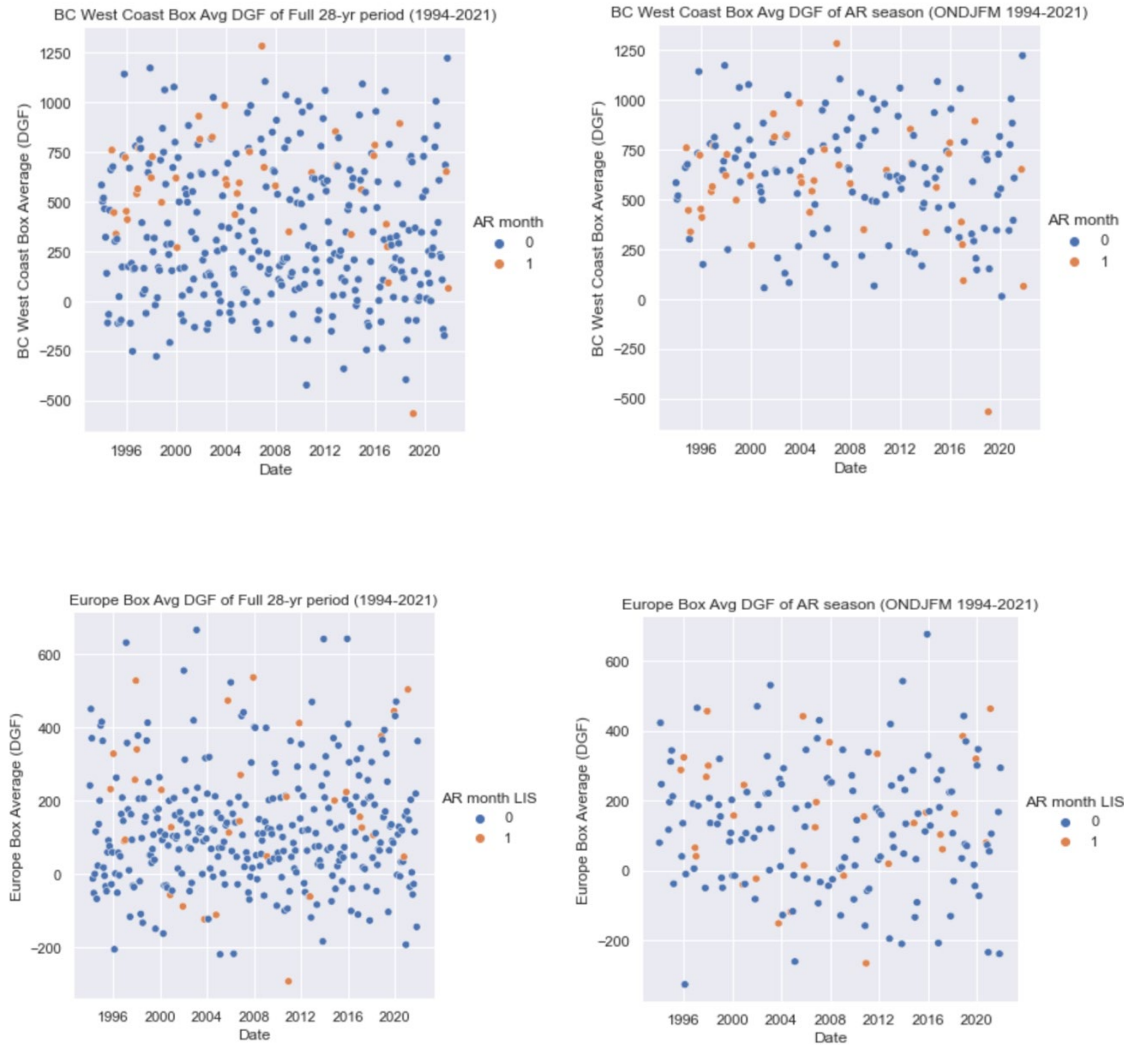 BC West Coast Box Avg DGF of Full 28-yr period (1994-2021)
1250
1000
750
500
250
0
−250
−500
BC West Coast Box Average (DGF)
1996 2000 2004 2008 2012 2016 2020
Date
AR month
0
1
BC West Coast Box Avg DGF of AR season (ONDJFM 1994-2021)
1250
1000
750
500
250
0
−250
−500
BC West Coast Box Average (DGF)
1996 2000 2004 2008 2012 2016 2020
Date
AR month
0
1
Europe Box Avg DGF of Full 28-yr period (1994-2021)
600
400
200
0
−200
Europe Box Average (DGF)
1996 2000 2004 2008 2012 2016 2020
Date
AR month LIS
0
1
Europe Box Avg DGF of AR season (ONDJFM 1994-2021)
600
400
200
0
−200
Europe Box Average (DGF)
1996 2000 2004 2008 2012 2016 2020
Date
AR month LIS
0
1